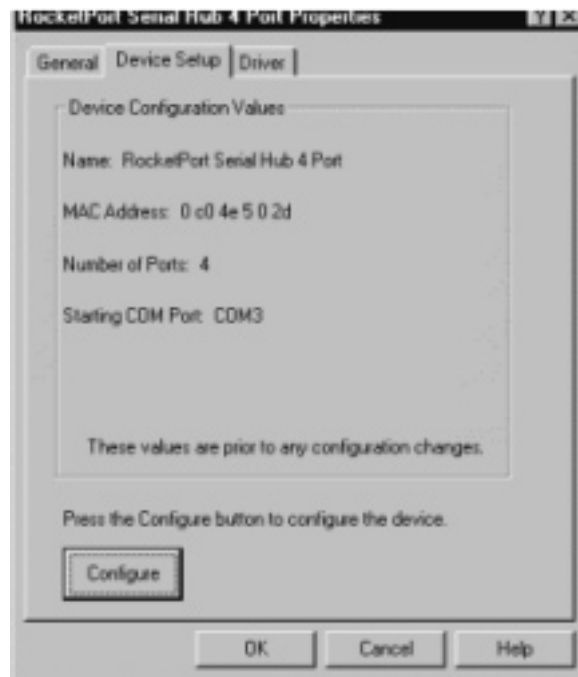 RocketPort Serial Hub 4 Port Properties
General Device Setup Driver
Device Configuration Values
Name: RocketPort Serial Hub 4 Port
MAC Address: 0 c0 4e 5 0 2d
Number of Ports: 4
Starting COM Port: COM3
These values are prior to any configuration changes.
Press the Configure button to configure the device.
Configure
OK Cancel Help